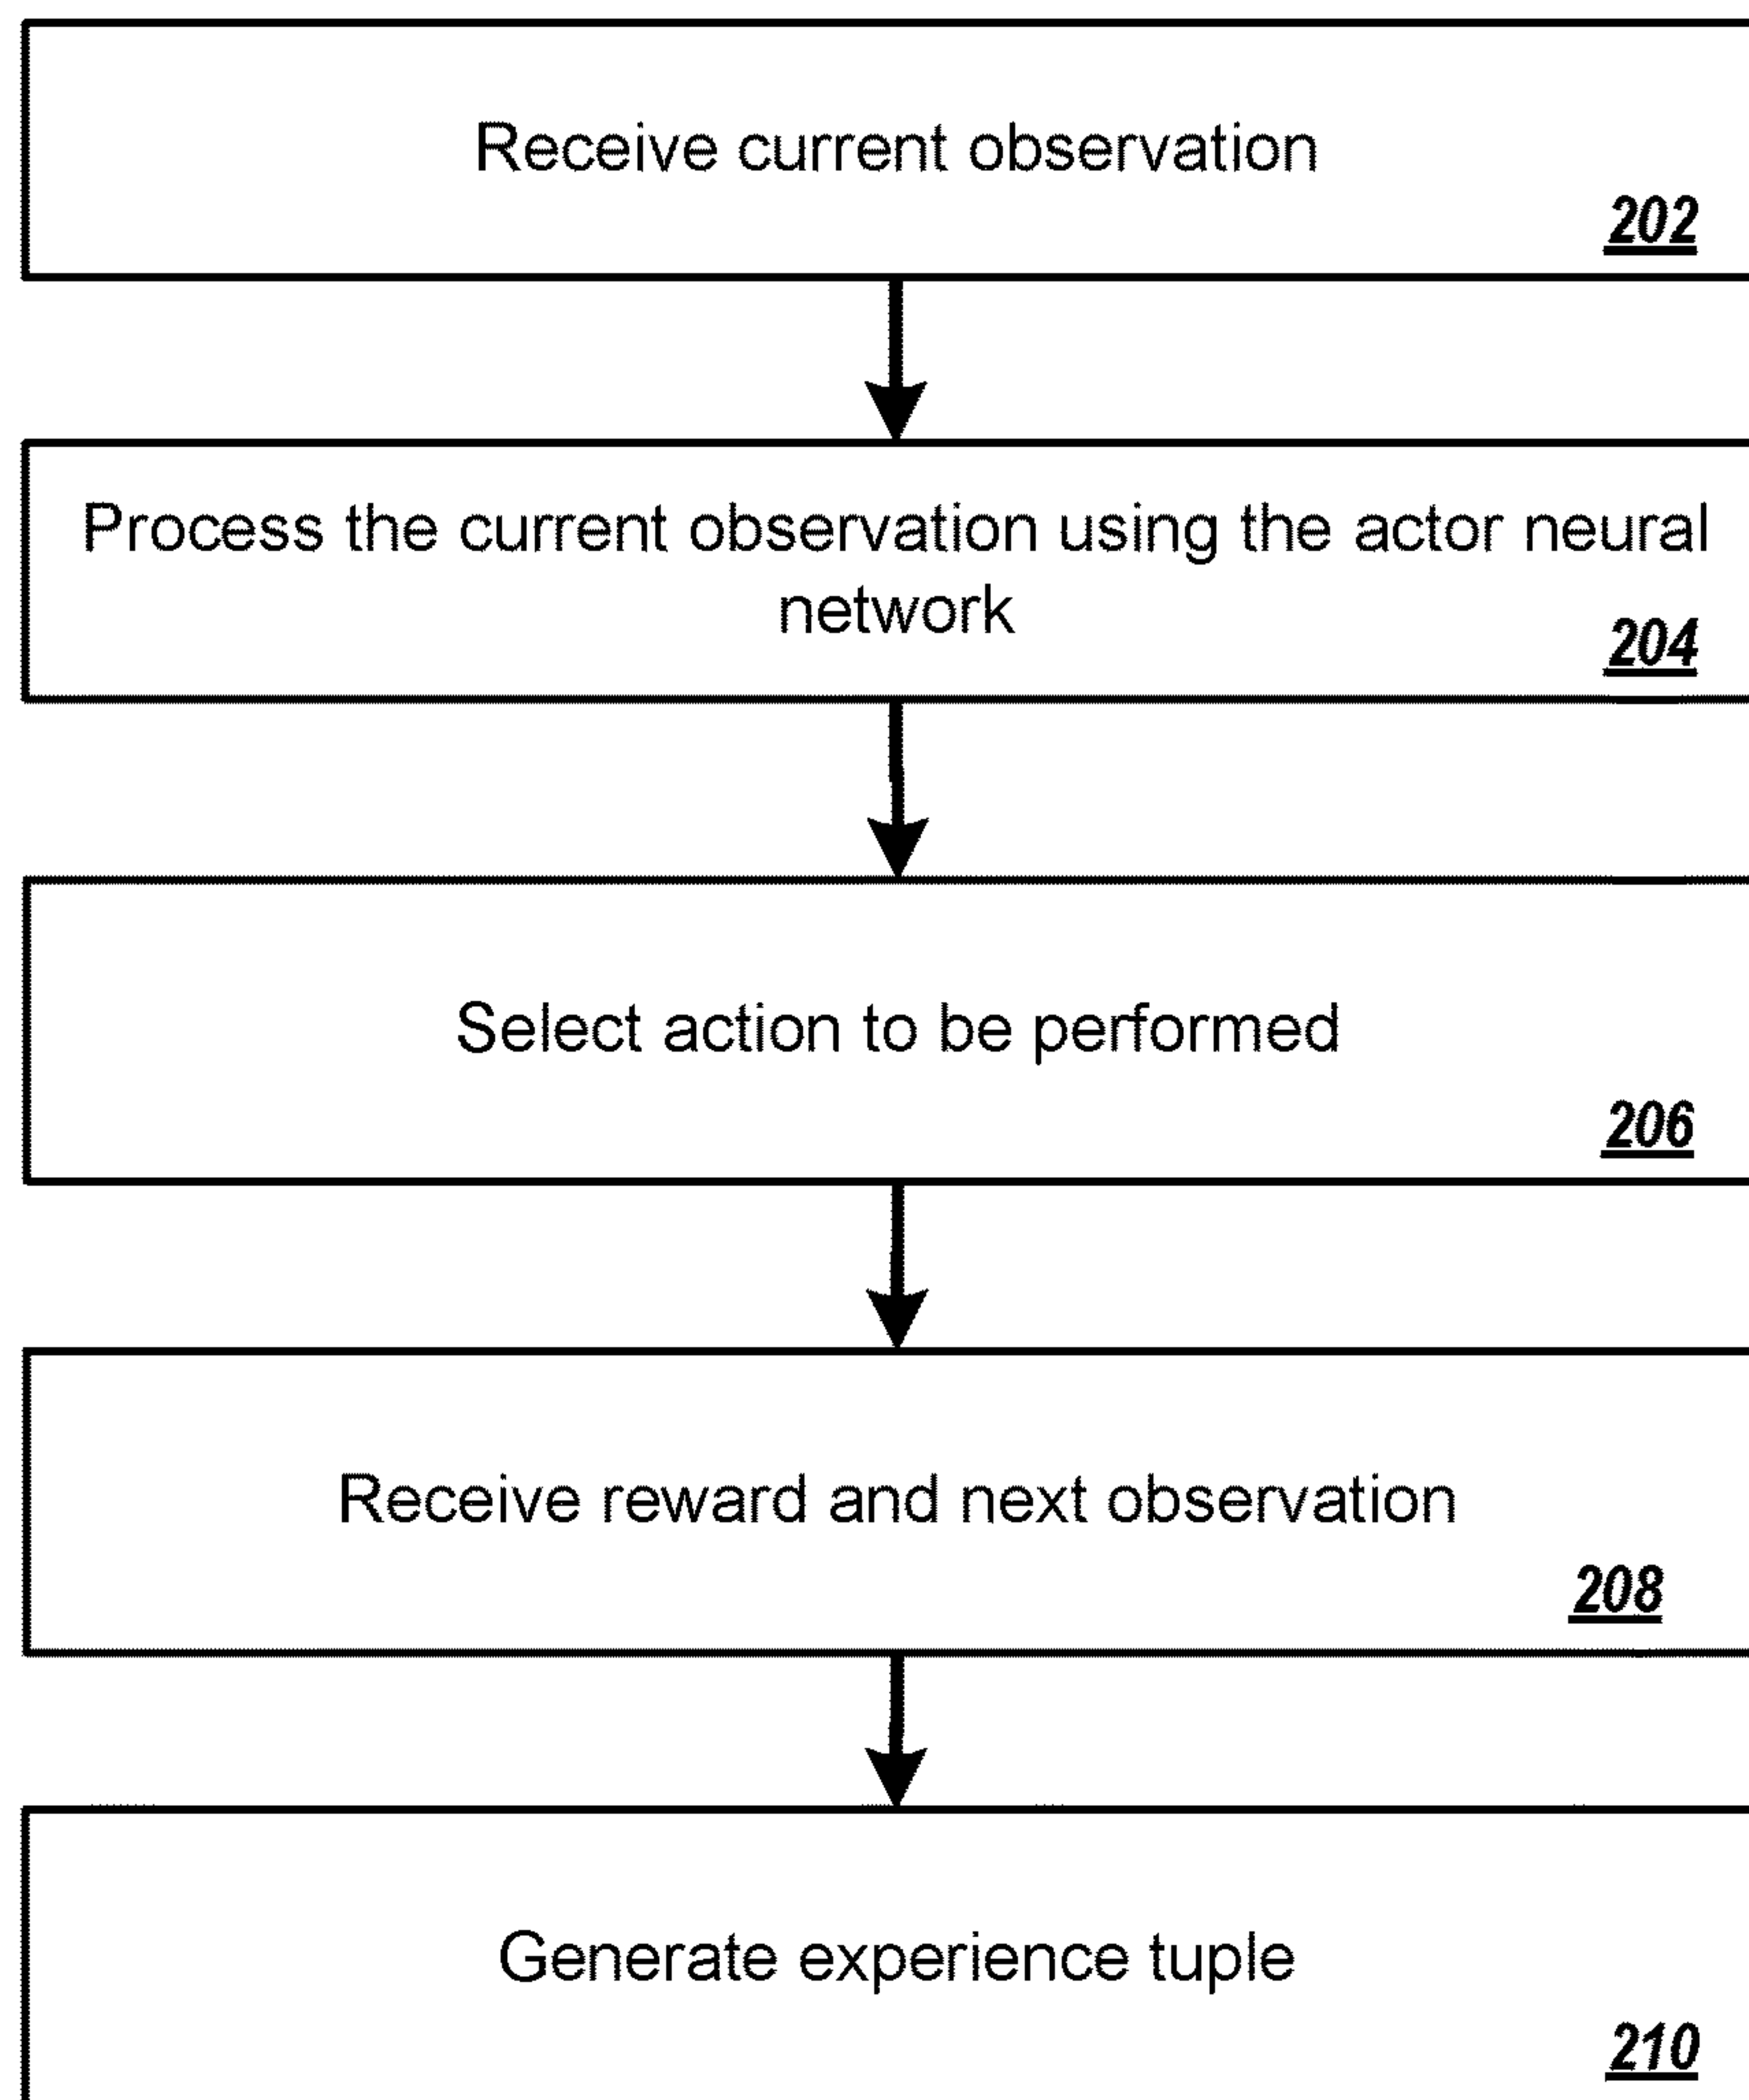 Receive current observation
202
Process the current observation using the actor neural
network
204
Select action to be performed
206
Receive reward and next observation
208
Generate experience tuple
210